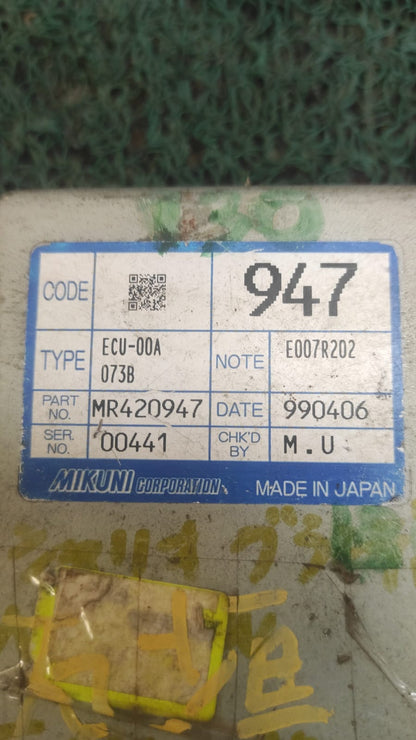 130
CODE 947
TYPE ECU-00A NOTE E007R202
073B
PART NO. MR420947 DATE 990406
SER. NO. 00441 CHK'D BY M.U
MIKUNI CORPORATION MADE IN JAPAN